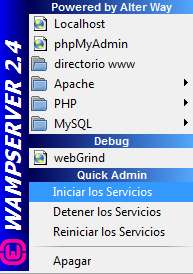 Powered by Alter Way
Localhost
phpMyAdmin
directorio www
Apache
PHP
MySQL
Debug
webGrind
Quick Admin
Iniciar los Servicios
Detener los Servicios
Reiniciar los Servicios
Apagar
WAMPSERVER 2.4